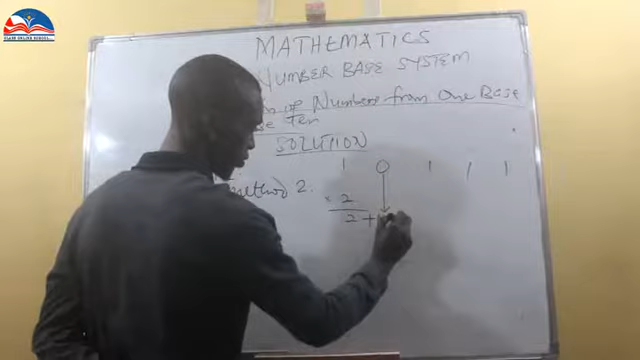 MATHEMATICS
NUMBER BASE SYSTEM
of Numbers from One Base
Ten
SOLUTION
1 0 1 1 1
Method 2.
× 2
2 +